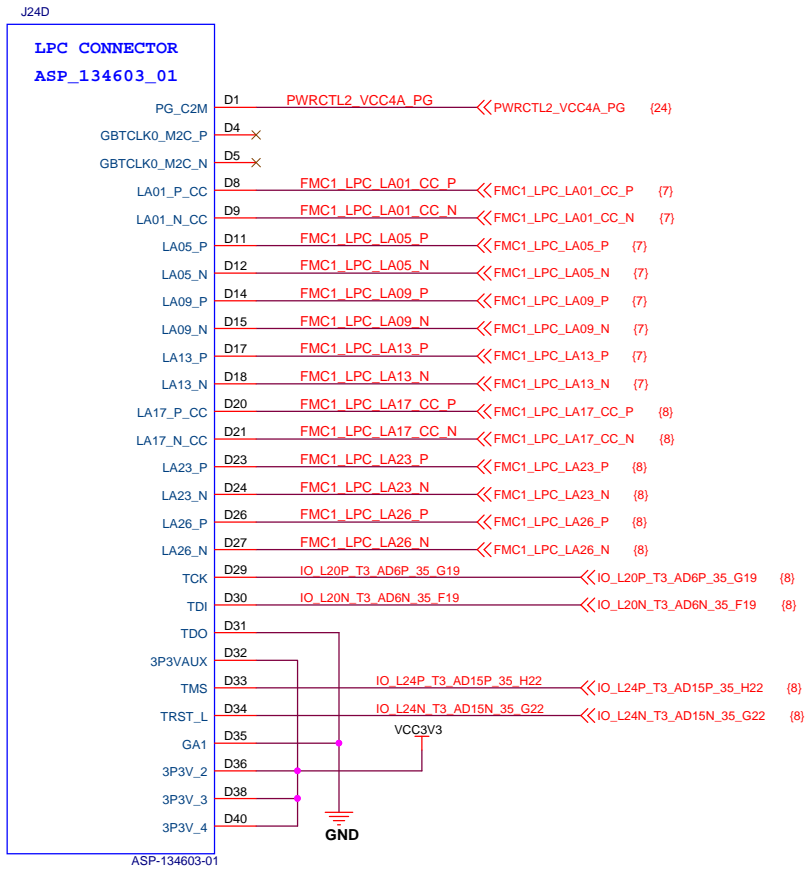 J24D
LPC CONNECTOR
ASP_134603_01
PG_C2M D1 PWRCTL2_VCC4A_PG PWRCTL2_VCC4A_PG {24}
GBTCLK0_M2C_P D4
GBTCLK0_M2C_N D5
LA01_P_CC D8 FMC1_LPC_LA01_CC_P FMC1_LPC_LA01_CC_P {7}
LA01_N_CC D9 FMC1_LPC_LA01_CC_N FMC1_LPC_LA01_CC_N {7}
LA05_P D11 FMC1_LPC_LA05_P FMC1_LPC_LA05_P {7}
LA05_N D12 FMC1_LPC_LA05_N FMC1_LPC_LA05_N {7}
LA09_P D14 FMC1_LPC_LA09_P FMC1_LPC_LA09_P {7}
LA09_N D15 FMC1_LPC_LA09_N FMC1_LPC_LA09_N {7}
LA13_P D17 FMC1_LPC_LA13_P FMC1_LPC_LA13_P {7}
LA13_N D18 FMC1_LPC_LA13_N FMC1_LPC_LA13_N {7}
LA17_P_CC D20 FMC1_LPC_LA17_CC_P FMC1_LPC_LA17_CC_P {8}
LA17_N_CC D21 FMC1_LPC_LA17_CC_N FMC1_LPC_LA17_CC_N {8}
LA23_P D23 FMC1_LPC_LA23_P FMC1_LPC_LA23_P {8}
LA23_N D24 FMC1_LPC_LA23_N FMC1_LPC_LA23_N {8}
LA26_P D26 FMC1_LPC_LA26_P FMC1_LPC_LA26_P {8}
LA26_N D27 FMC1_LPC_LA26_N FMC1_LPC_LA26_N {8}
TCK D29 IO_L20P_T3_AD6P_35_G19 IO_L20P_T3_AD6P_35_G19 {8}
TDI D30 IO_L20N_T3_AD6N_35_F19 IO_L20N_T3_AD6N_35_F19 {8}
TDO D31
3P3VAUX D32
TMS D33 IO_L24P_T3_AD15P_35_H22 IO_L24P_T3_AD15P_35_H22 {8}
TRST_L D34 IO_L24N_T3_AD15N_35_G22 IO_L24N_T3_AD15N_35_G22 {8}
VCC3V3
GA1 D35
3P3V_2 D36
3P3V_3 D38
3P3V_4 D40
GND
ASP-134603-01